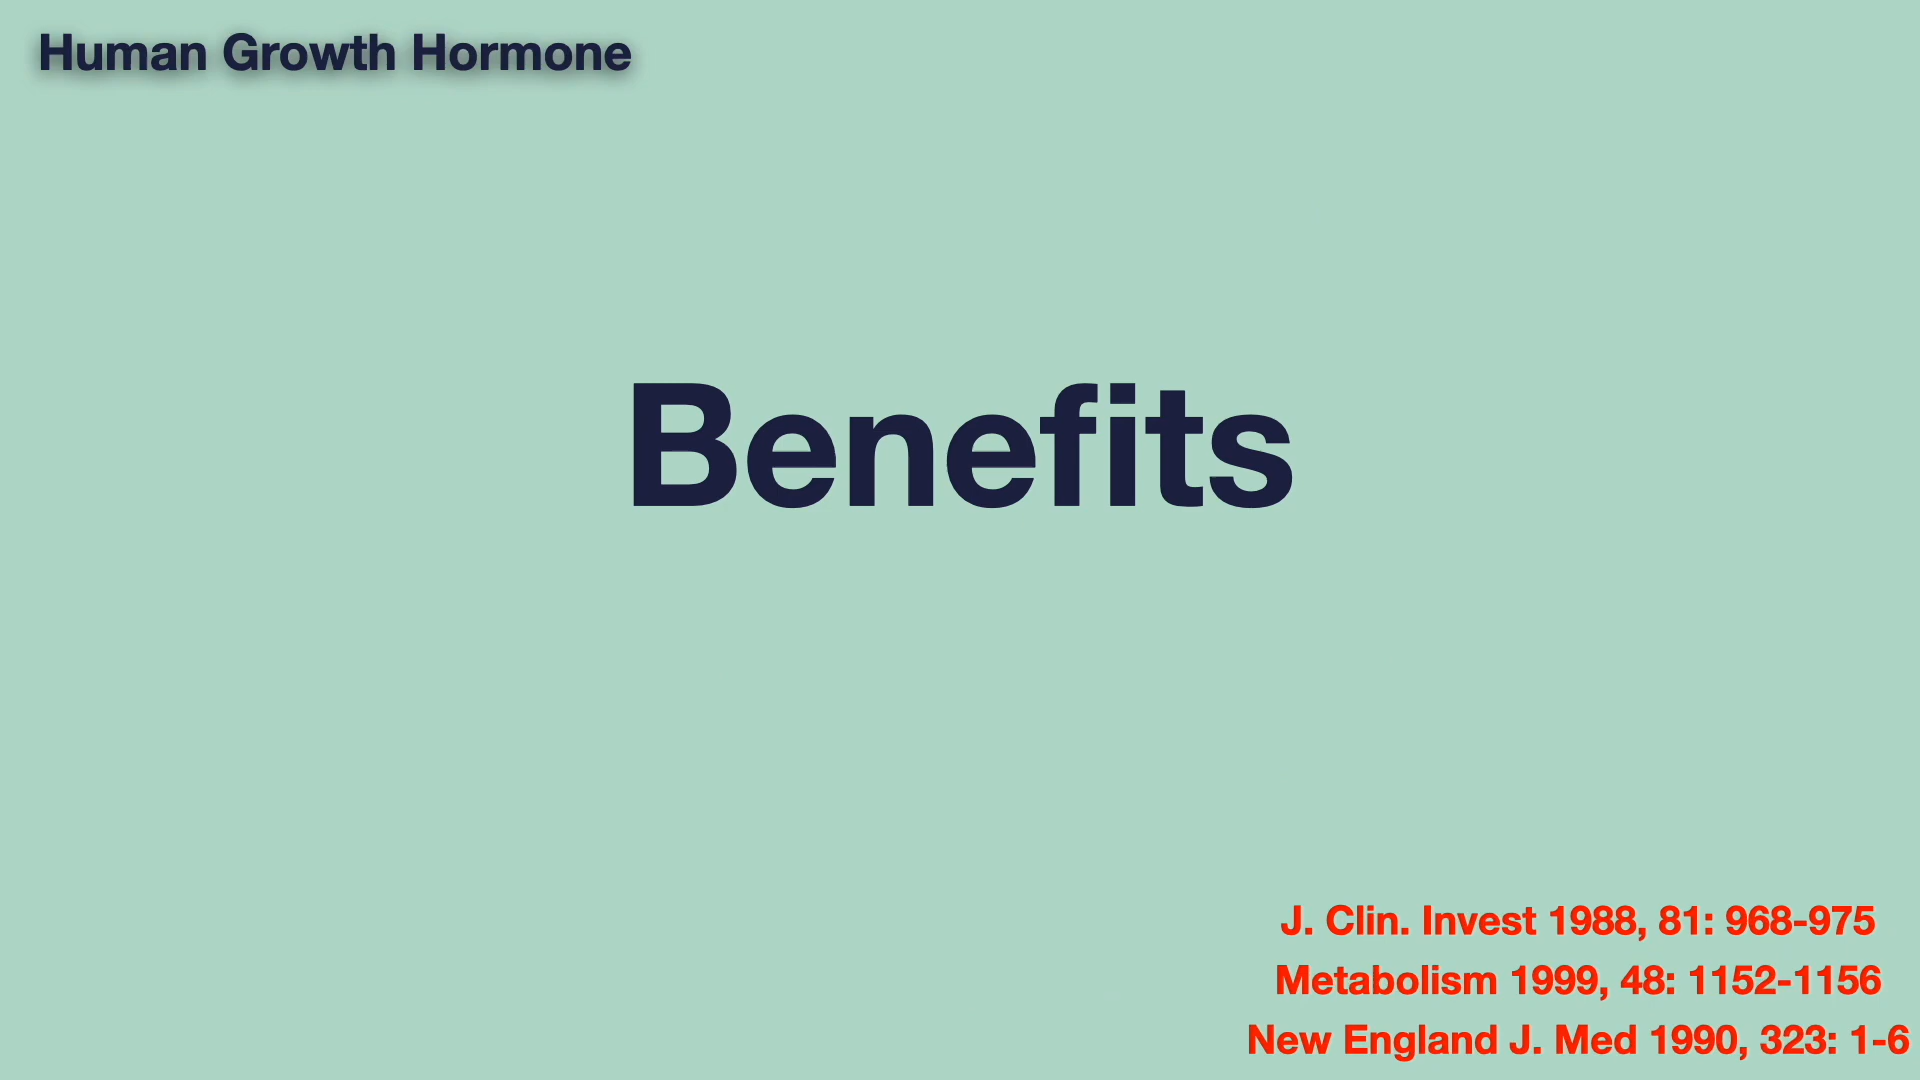 Human Growth Hormone
Benefits
J. Clin. Invest 1988, 81: 968-975
Metabolism 1999, 48: 1152-1156
New England J. Med 1990, 323: 1-6